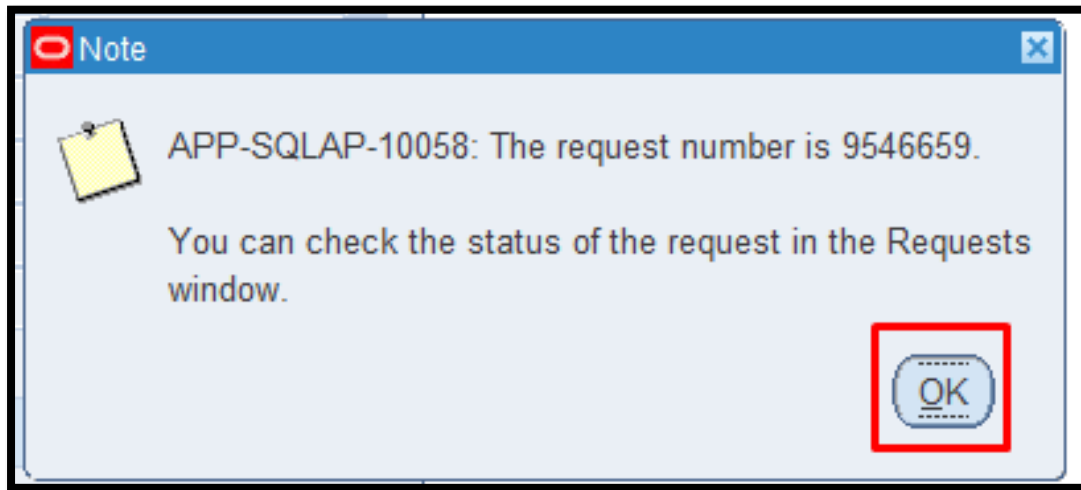 Note
APP-SQLAP-10058: The request number is 9546659.
You can check the status of the request in the Requests
window.
OK